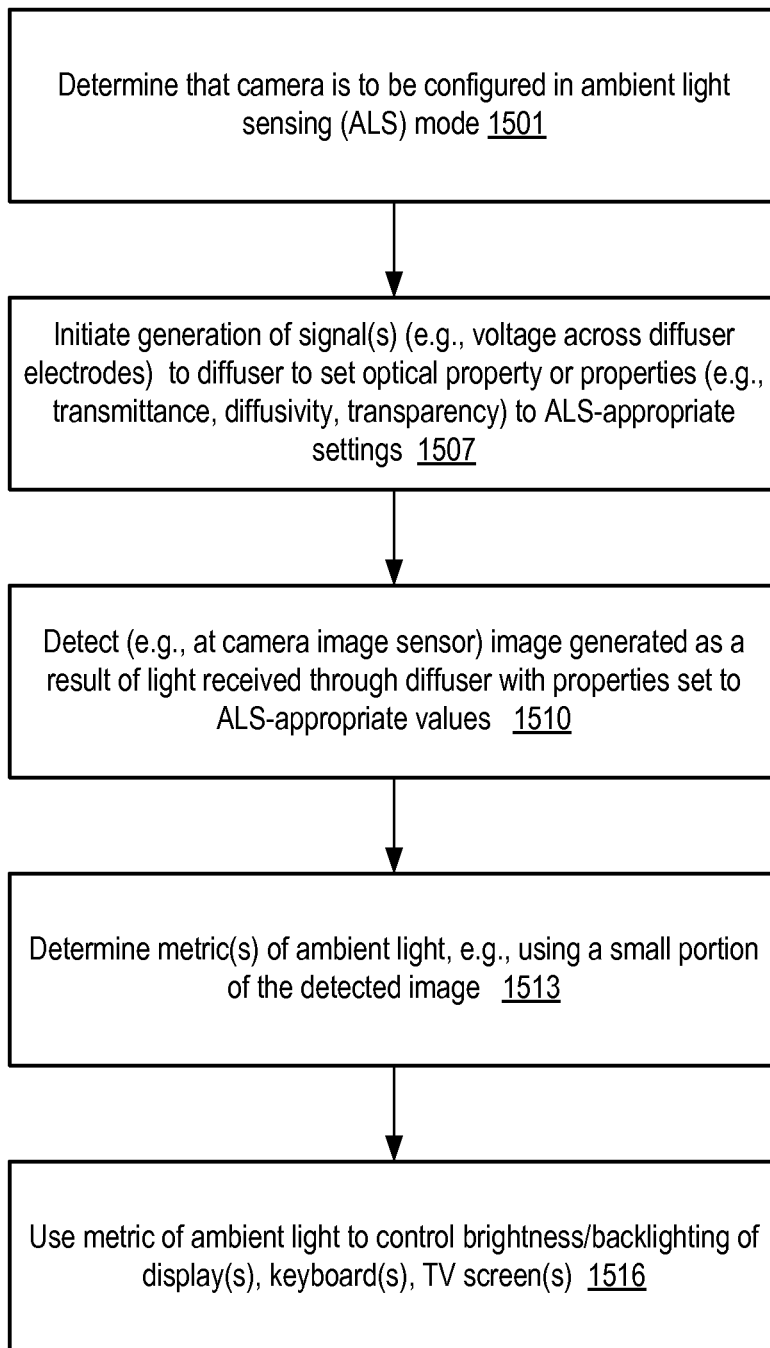 Determine that camera is to be configured in ambient light
sensing (ALS) mode 1501
Initiate generation of signal(s) (e.g., voltage across diffuser
electrodes) to diffuser to set optical property or properties (e.g.,
transmittance, diffusivity, transparency) to ALS-appropriate
settings 1507
Detect (e.g., at camera image sensor) image generated as a
result of light received through diffuser with properties set to
ALS-appropriate values 1510
Determine metric(s) of ambient light, e.g., using a small portion
of the detected image 1513
Use metric of ambient light to control brightness/backlighting of
display(s), keyboard(s), TV screen(s) 1516